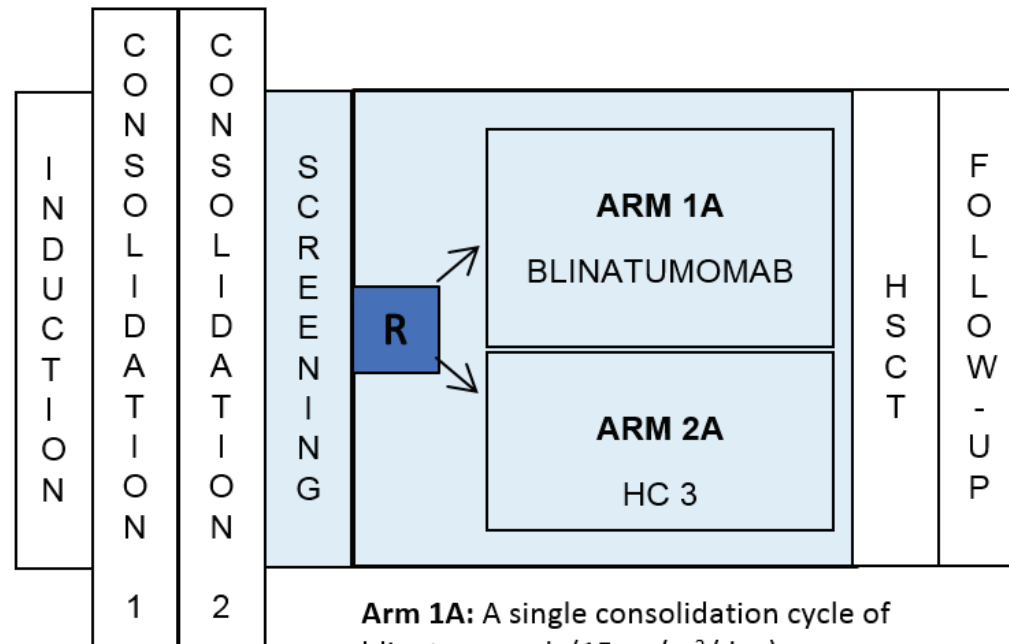 INDUCTION
CONSOLIDATION 1
CONSOLIDATION 2
SCREENING
R
ARM 1A
BLINATUMOMAB
ARM 2A
HC 3
HSCT
FOLLOW-UP
Arm 1A: A single consolidation cycle of